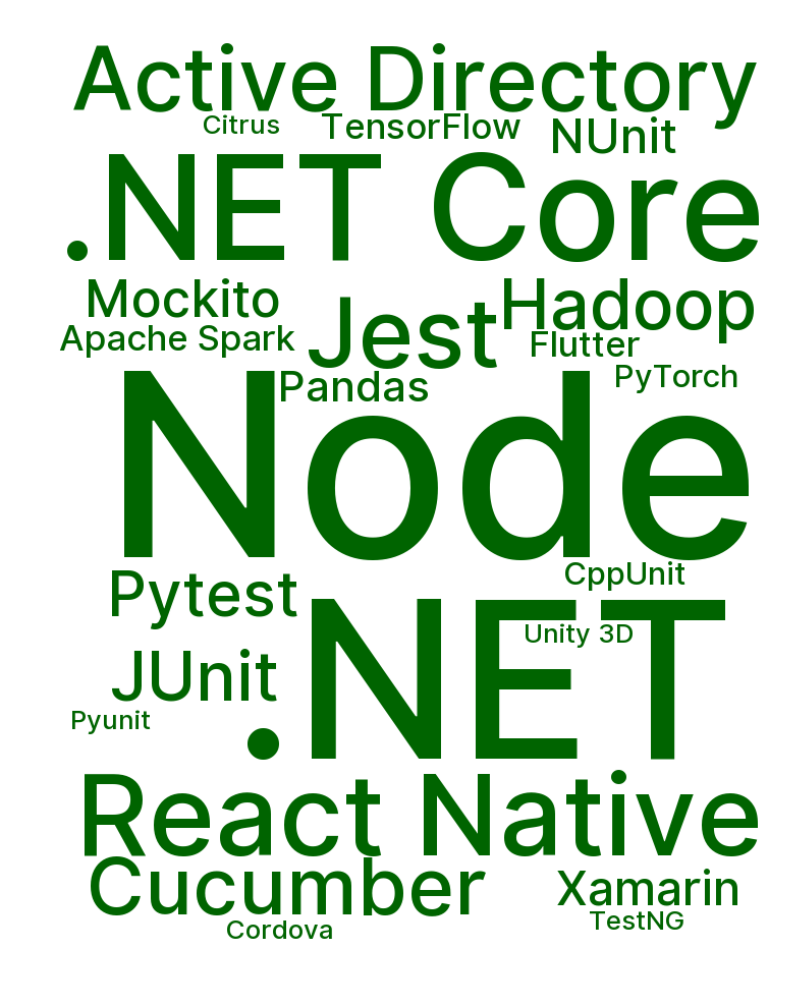 Active Directory
Citrus
TensorFlow
NUnit
.NET Core
Mockito
Hadoop
Jest
Apache Spark
Flutter
Pandas
PyTorch
Node
Pytest
CppUnit
.NET
Unity 3D
JUnit
Pyunit
React Native
Cucumber
Xamarin
TestNG
Cordova